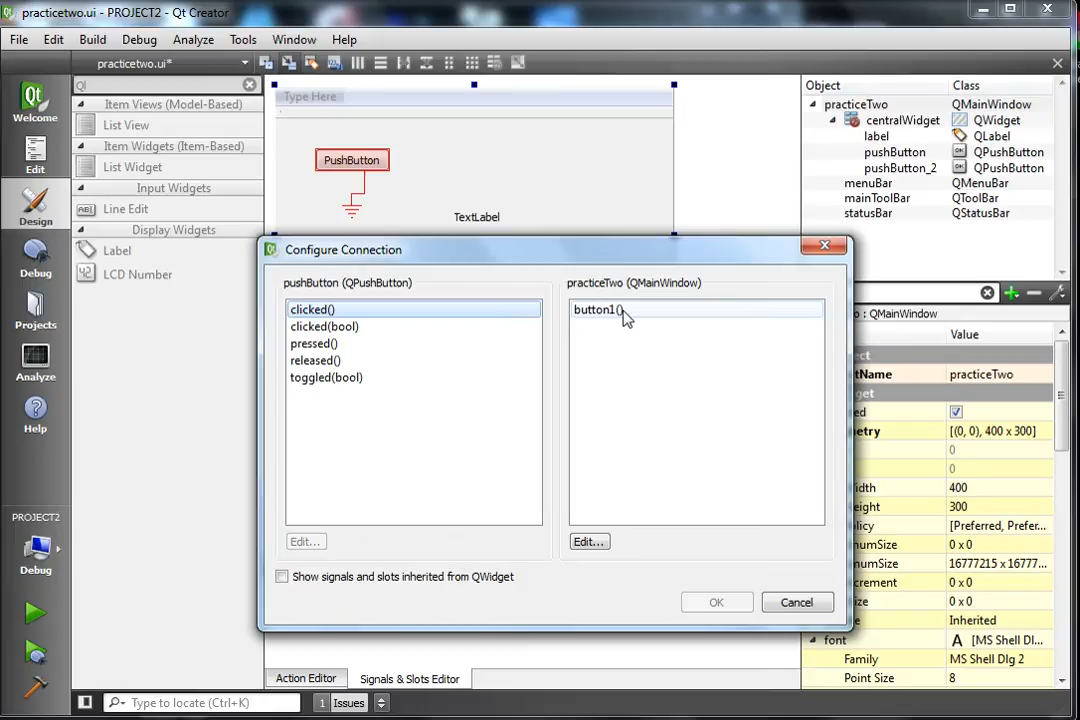 practicetwo.ui - PROJECT2 - Qt Creator
File Edit Build Debug Analyze Tools Window Help
practicetwo.ui*
Welcome
Edit
Design
Debug
Projects
Analyze
Help
PROJECT2
Debug
Ql
Item Views (Model-Based)
List View
Item Widgets (Item-Based)
List Widget
Input Widgets
Line Edit
Display Widgets
Label
LCD Number
Type Here
PushButton
TextLabel
Object Class
practiceTwo QMainWindow
centralWidget QWidget
label QLabel
pushButton QPushButton
pushButton_2 QPushButton
menuBar QMenuBar
mainToolBar QToolBar
statusBar QStatusBar
Configure Connection
pushButton (QPushButton)
clicked()
clicked(bool)
pressed()
released()
toggled(bool)
Edit...
practiceTwo (QMainWindow)
button1()
Edit...
Show signals and slots inherited from QWidget
OK Cancel
: QMainWindow
Value
practiceTwo
[(0, 0), 400 x 300]
0
0
400
300
[Preferred, Prefer...
0 x 0
16777215 x 16777...
0 x 0
0 x 0
Inherited
font A [MS Shell Dl...
Family MS Shell Dlg 2
Point Size 8
Action Editor Signals & Slots Editor
Type to locate (Ctrl+K)
1 Issues